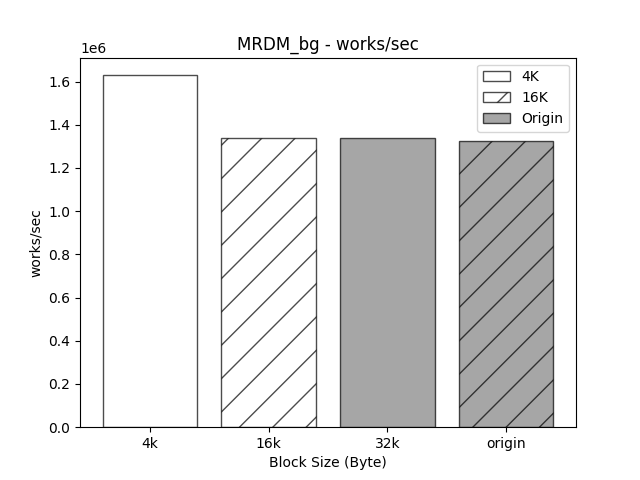 MRDM_bg - works/sec
1e6
4K
16K
Origin
1.6
1.4
1.2
1.0
0.8
0.6
0.4
0.2
0.0
works/sec
4k 16k 32k origin
Block Size (Byte)